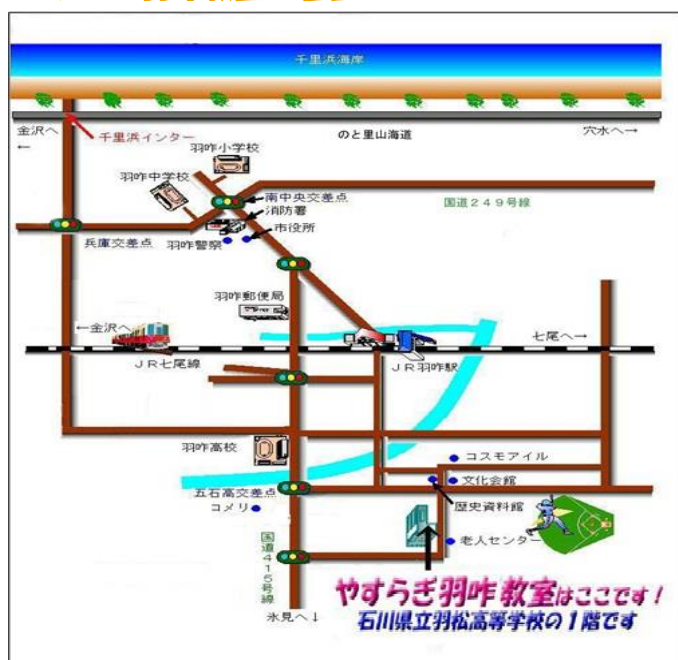 千里浜海岸
金沢へ
←
千里浜インター
のと里山海道
穴水へ→
羽咋小学校
羽咋中学校
南中央交差点
国道249号線
消防署
市役所
兵庫交差点
羽咋警察
羽咋郵便局
←金沢へ
七尾へ→
JR七尾線
JR羽咋駅
羽咋高校
コスモアイル
五石高交差点
文化会館
コメリ
歴史資料館
国道415号線
老人センター
やすらぎ羽咋教室はここです!
石川県立羽松高等学校の1階です
氷見へ↓